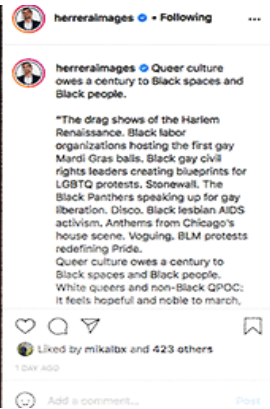 herreraimages • Following
herreraimages Queer culture
owes a century to Black spaces and
Black people.
"The drag shows of the Harlem
Renaissance. Black labor
organizations hosting the first gay
Mardi Gras balls. Black gay civil
rights leaders creating blueprints for
LGBTQ protests. Stonewall. The
Black Panthers speaking up for gay
liberation. Disco. Black lesbian AIDS
activism. Anthems from Chicago's
house scene. Voguing. BLM protests
redefining Pride.
Queer culture owes a century to
Black spaces and Black people.
White queers and non-Black QPOC:
It feels hopeful and noble to march,
Liked by mikalbx and 423 others
1 DAY AGO
Add a comment... Post